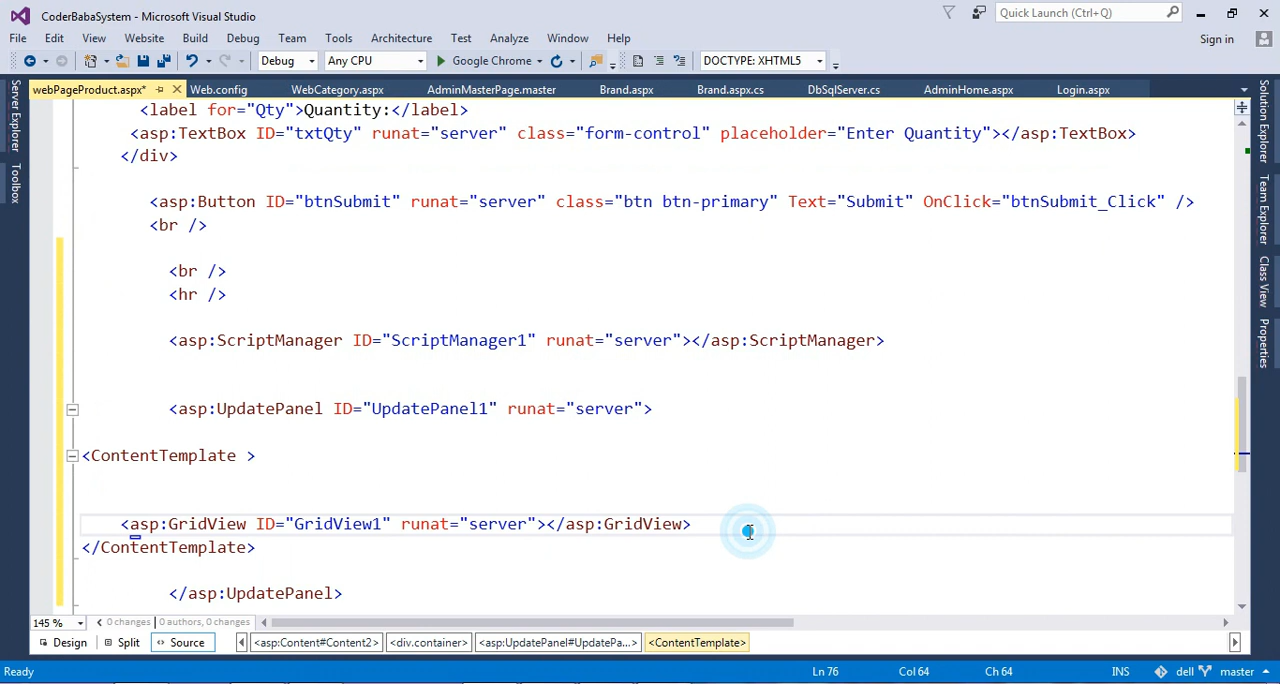 CoderBabaSystem - Microsoft Visual Studio
Quick Launch (Ctrl+Q)
File Edit View Website Build Debug Team Tools Architecture Test Analyze Window Help
Sign in
Debug Any CPU Google Chrome DOCTYPE: XHTML5
webPageProduct.aspx* Web.config WebCategory.aspx AdminMasterPage.master Brand.aspx Brand.aspx.cs DbSqlServer.cs AdminHome.aspx Login.aspx
Server Explorer
Toolbox
<label for="Qty">Quantity:</label>
<asp:TextBox ID="txtQty" runat="server" class="form-control" placeholder="Enter Quantity"></asp:TextBox>
</div>
<asp:Button ID="btnSubmit" runat="server" class="btn btn-primary" Text="Submit" OnClick="btnSubmit_Click" />
<br />
<br />
<hr />
<asp:ScriptManager ID="ScriptManager1" runat="server"></asp:ScriptManager>
<asp:UpdatePanel ID="UpdatePanel1" runat="server">
<ContentTemplate >
<asp:GridView ID="GridView1" runat="server"></asp:GridView>
</ContentTemplate>
</asp:UpdatePanel>
Solution Explorer
Team Explorer
Class View
Properties
145 % 0 changes | 0 authors, 0 changes
Design Split Source <asp:Content#Content2> <div.container> <asp:UpdatePanel#UpdatePa...> <ContentTemplate>
Ready Ln 76 Col 64 Ch 64 INS dell master